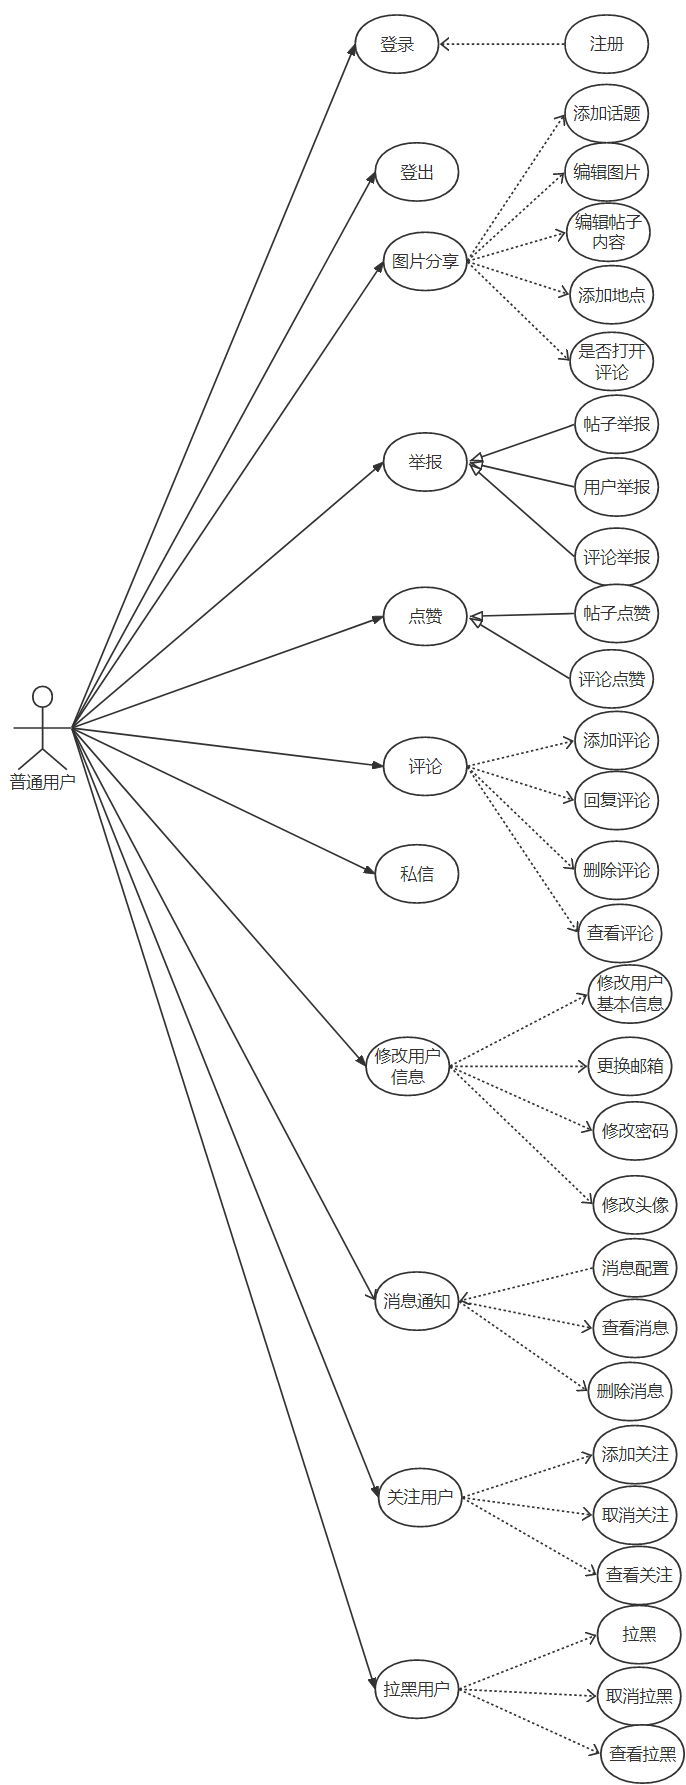 登录
注册
登出
添加话题
编辑图片
图片分享
编辑帖子
内容
添加地点
是否打开
评论
举报
帖子举报
用户举报
评论举报
点赞
帖子点赞
评论点赞
普通用户
评论
添加评论
回复评论
删除评论
查看评论
私信
修改用户
信息
修改用户
基本信息
更换邮箱
修改密码
修改头像
消息通知
消息配置
查看消息
删除消息
关注用户
添加关注
取消关注
查看关注
拉黑用户
拉黑
取消拉黑
查看拉黑